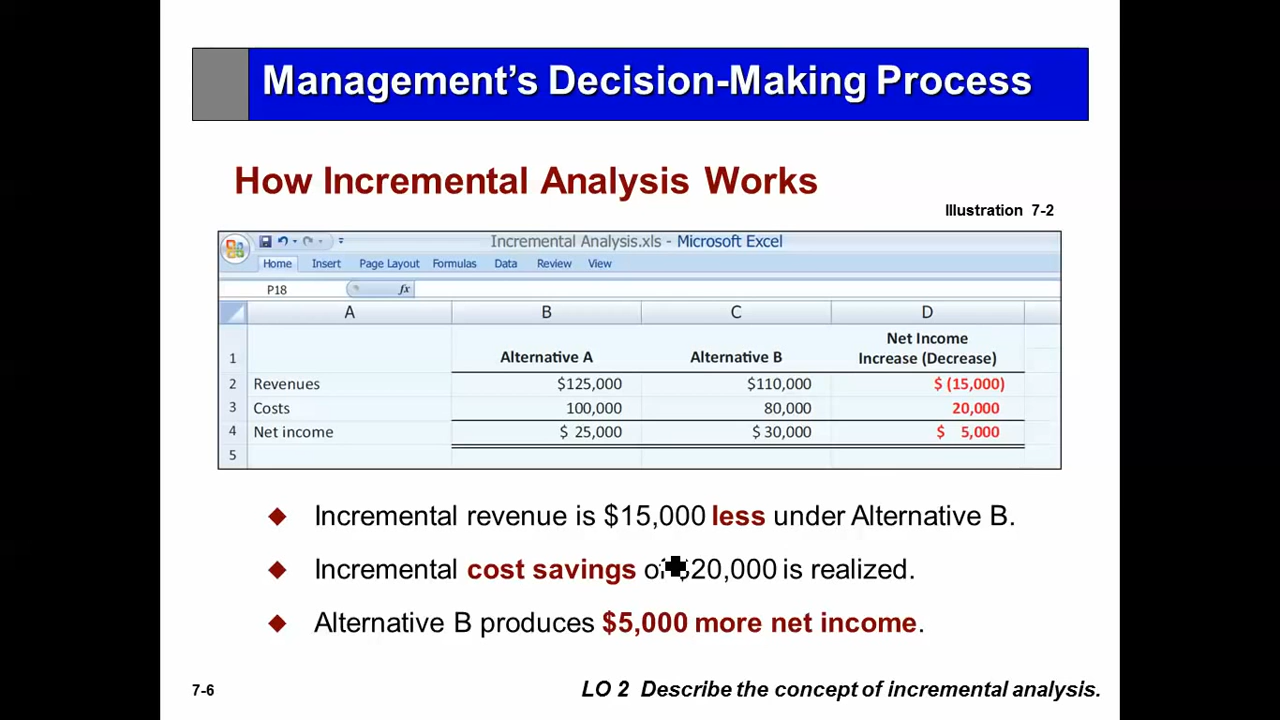 Management's Decision-Making Process
How Incremental Analysis Works
Illustration 7-2
Incremental Analysis.xls - Microsoft Excel
Home Insert Page Layout Formulas Data Review View
P18 fx
A B C D
Net Income
1 Alternative A Alternative B Increase (Decrease)
2 Revenues $125,000 $110,000 $ (15,000)
3 Costs 100,000 80,000 20,000
4 Net income $ 25,000 $ 30,000 $ 5,000
5
Incremental revenue is $15,000 less under Alternative B.
Incremental cost savings of $20,000 is realized.
Alternative B produces $5,000 more net income.
7-6 LO 2 Describe the concept of incremental analysis.